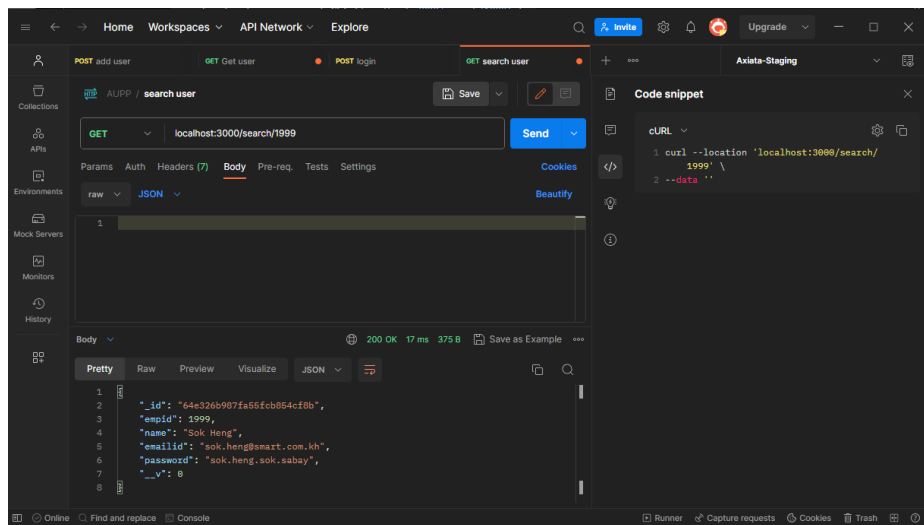 Home Workspaces API Network Explore Invite Upgrade
POST add user GET Get user POST login GET search user Axiata-Staging
HTTP AUPP / search user Save Code snippet
Collections
GET localhost:3000/search/1999 Send cURL
APIs
1 curl --location 'localhost:3000/search/
1999' \
2 --data ''
Params Auth Headers (7) Body Pre-req. Tests Settings Cookies
Environments
raw JSON Beautify
1
Mock Servers
Monitors
History
Body 200 OK 17 ms 375 B Save as Example
Pretty Raw Preview Visualize JSON
1 {
2 "_id": "64e326b987fa55fcb854cf8b",
3 "empid": 1999,
4 "name": "Sok Heng",
5 "emailid": "sok.heng@smart.com.kh",
6 "password": "sok.heng.sok.sabay",
7 "__v": 0
8 }
Online Find and replace Console Runner Capture requests Cookies Trash